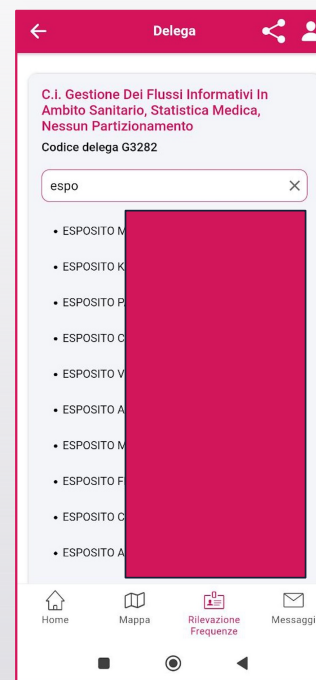 Delega
C.i. Gestione Dei Flussi Informativi In
Ambito Sanitario, Statistica Medica,
Nessun Partizionamento
Codice delega G3282
espo
• ESPOSITO M
• ESPOSITO K
• ESPOSITO P
• ESPOSITO C
• ESPOSITO V
• ESPOSITO A
• ESPOSITO M
• ESPOSITO F
• ESPOSITO C
• ESPOSITO A
Home
Mappa
Rilevazione
Frequenze
Messaggi